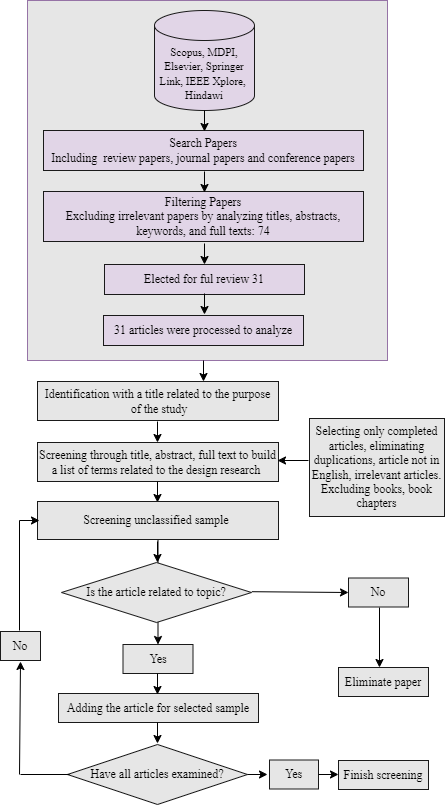 Scopus, MDPI,
Elsevier, Springer
Link, IEEE Xplore,
Hindawi
Search Papers
Including review papers, journal papers and conference papers
Filtering Papers
Excluding irrelevant papers by analyzing titles, abstracts,
keywords, and full texts: 74
Elected for ful review 31
31 articles were processed to analyze
Identification with a title related to the purpose
of the study
Screening through title, abstract, full text to build
a list of terms related to the design research
Selecting only completed
articles, eliminating
duplications, article not in
English, irrelevant articles.
Excluding books, book
chapters
Screening unclassified sample
Is the article related to topic?
No
No
Yes
Eliminate paper
Adding the article for selected sample
Have all articles examined?
Yes
Finish screening